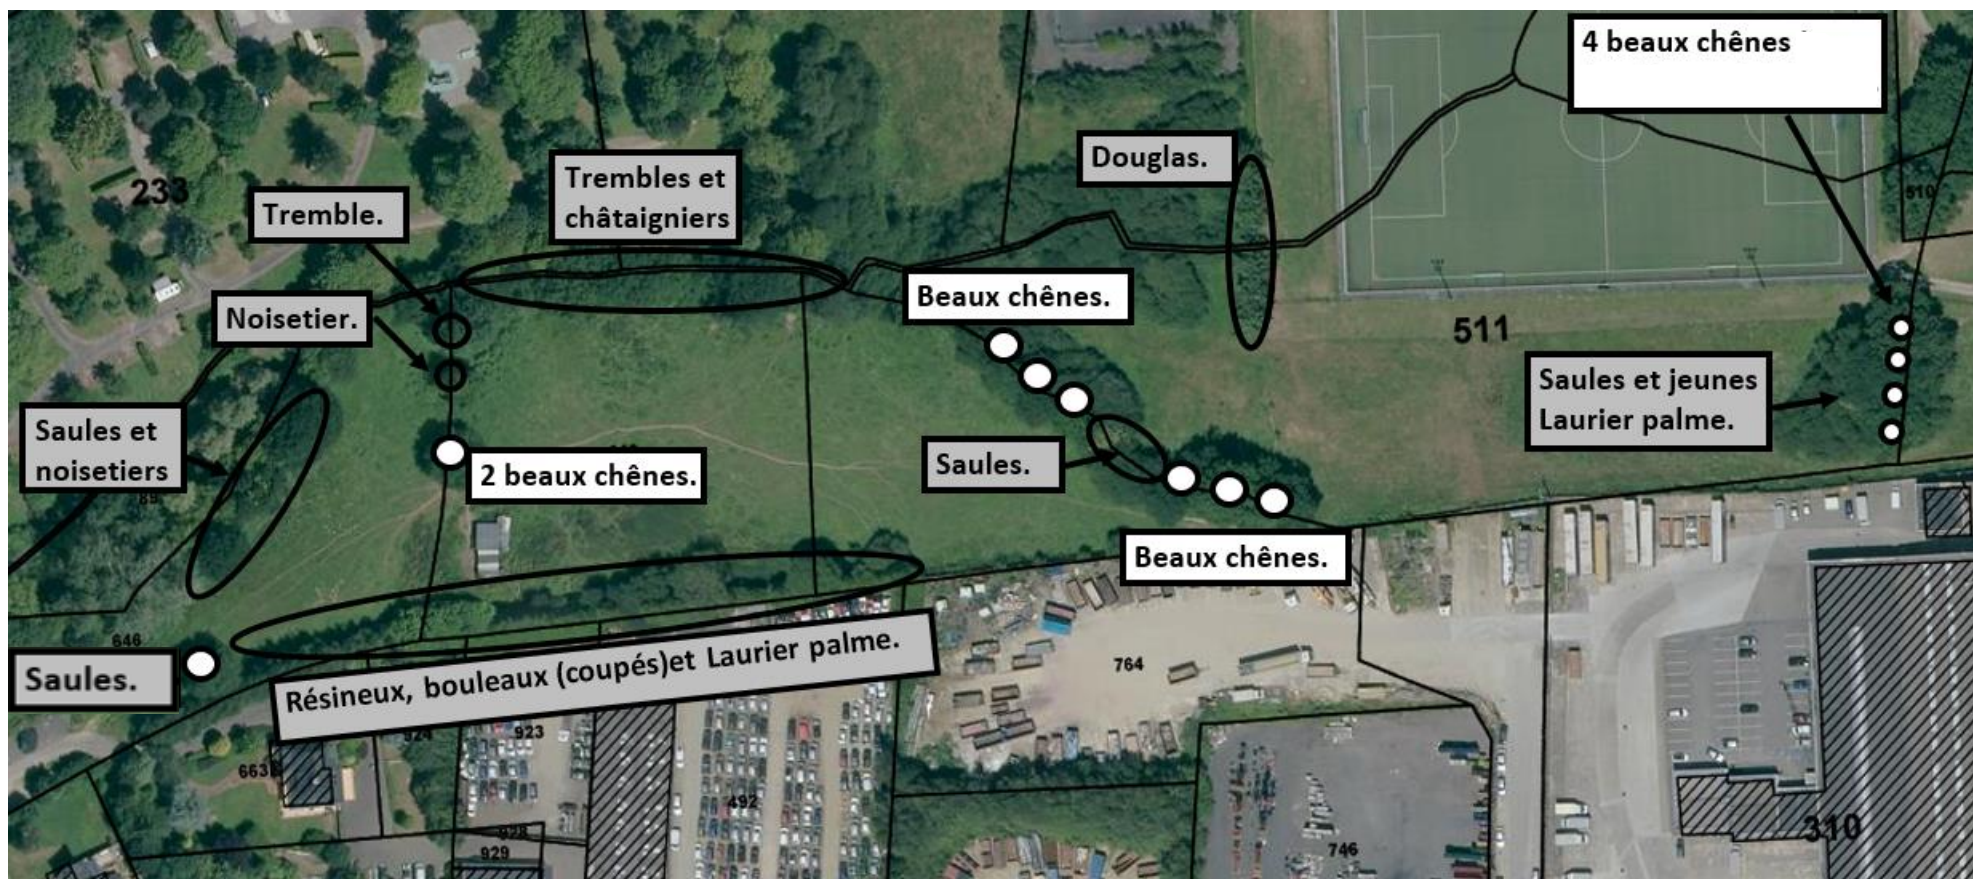 4 beaux chênes
Douglas.
Trembles et
châtaigniers
233
510
Tremble.
Beaux chênes.
Noisetier.
511
Saules et jeunes
Laurier palme.
Saules et
noisetiers
89
2 beaux chênes.
Saules.
Beaux chênes.
646
Saules.
Résineux, bouleaux (coupés)et Laurier palme.
764
924
923
663
492
928
929
746
310